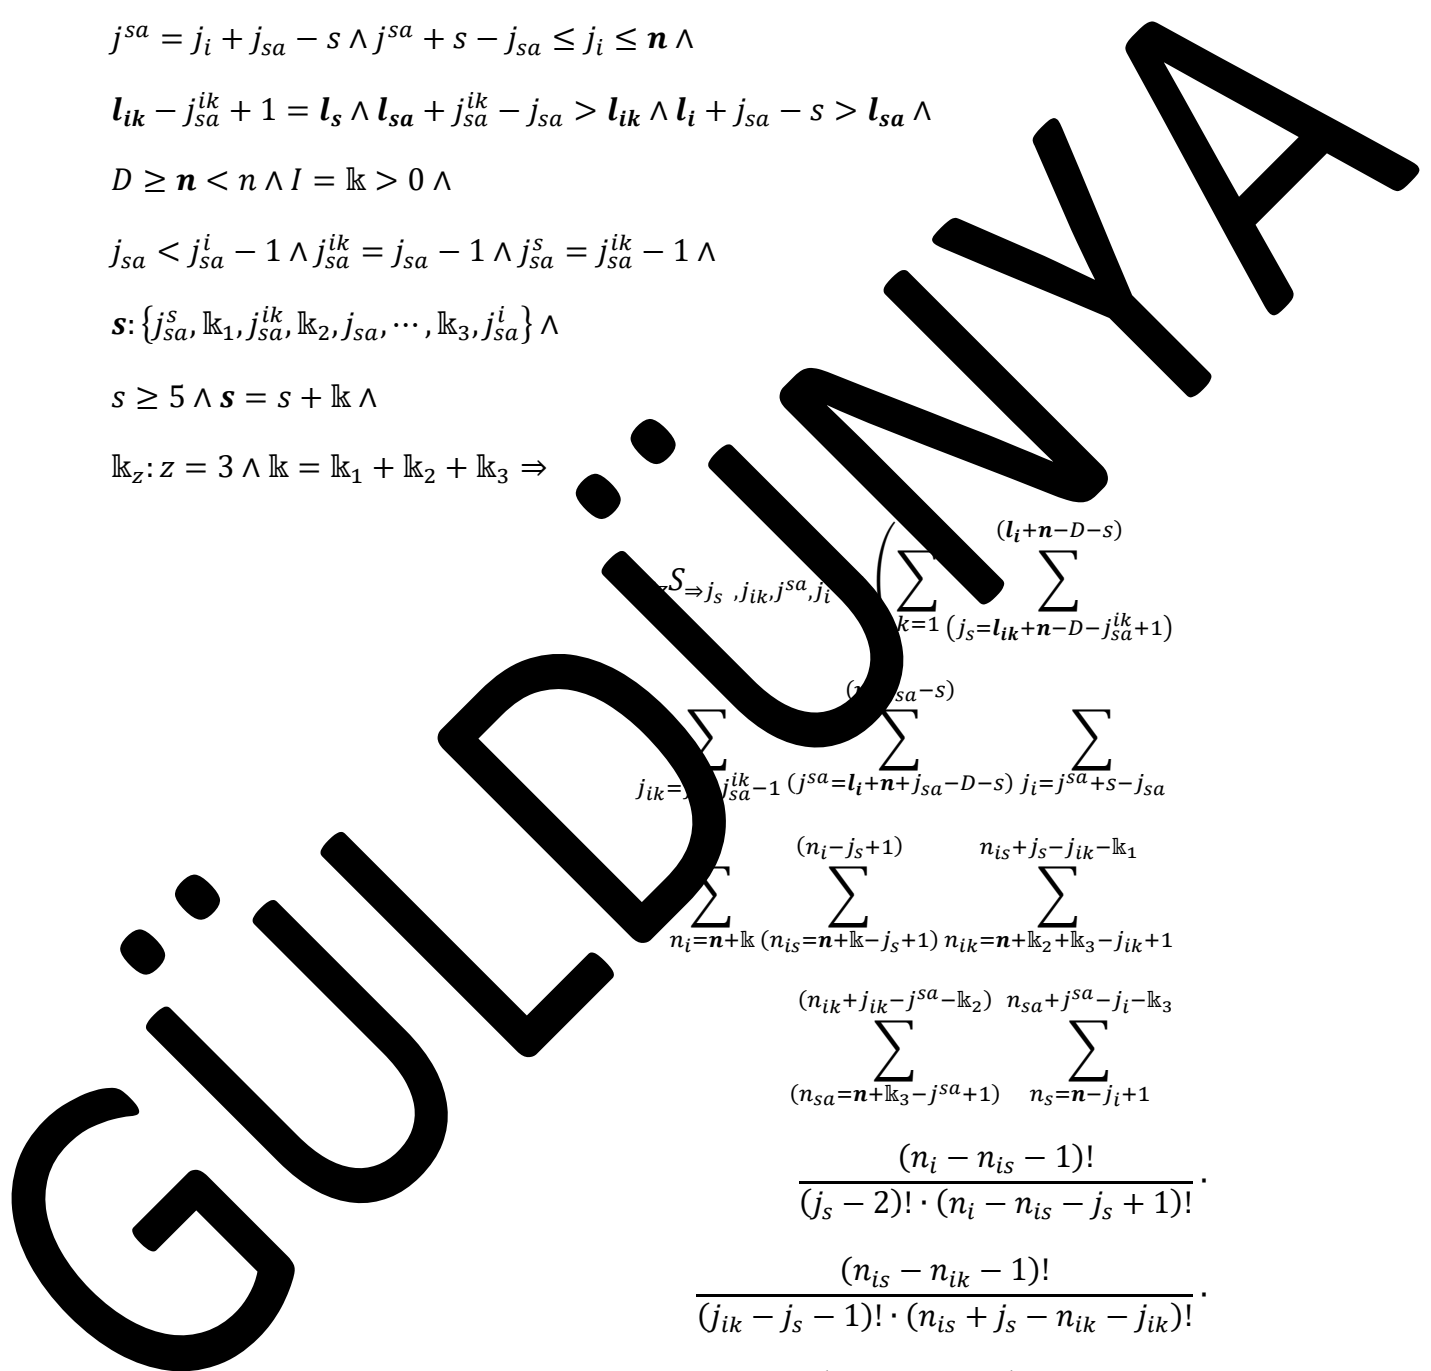 j^{sa} = j_i + j_{sa} − s ∧ j^{sa} + s − j_{sa} ≤ j_i ≤ n ∧
l_{ik} − j_{sa}^{ik} + 1 = l_s ∧ l_{sa} + j_{sa}^{ik} − j_{sa} > l_{ik} ∧ l_i + j_{sa} − s > l_{sa} ∧
D ≥ n < n ∧ I = 𝕜 > 0 ∧
j_{sa} < j_{sa}^{i} − 1 ∧ j_{sa}^{ik} = j_{sa} − 1 ∧ j_{sa}^{s} = j_{sa}^{ik} − 1 ∧
s: {j_{sa}^{s}, 𝕜_1, j_{sa}^{ik}, 𝕜_2, j_{sa}, ⋯ , 𝕜_3, j_{sa}^{i}} ∧
s ≥ 5 ∧ s = s + 𝕜 ∧
𝕜_z: z = 3 ∧ 𝕜 = 𝕜_1 + 𝕜_2 + 𝕜_3 ⇒
(l_i+n−D−s)
S_{⇒j_s ,j_{ik},j^{sa},j_i} ( ∑ ∑
k=1 (j_s=l_{ik}+n−D−j_{sa}^{ik}+1)
∑ ∑ ∑
j_{sa}^{ik}−1 (j^{sa}=l_i+n+j_{sa}−D−s) j_i=j^{sa}+s−j_{sa}
(n_i−j_s+1) n_{is}+j_s−j_{ik}−𝕜_1
∑ ∑ ∑
n_i=n+𝕜 (n_{is}=n+𝕜−j_s+1) n_{ik}=n+𝕜_2+𝕜_3−j_{ik}+1
(n_{ik}+j_{ik}−j^{sa}−𝕜_2) n_{sa}+j^{sa}−j_i−𝕜_3
∑ ∑
(n_{sa}=n+𝕜_3−j^{sa}+1) n_s=n−j_i+1
(n_i − n_{is} − 1)!
(j_s − 2)! · (n_i − n_{is} − j_s + 1)! ·
(n_{is} − n_{ik} − 1)!
(j_{ik} − j_s − 1)! · (n_{is} + j_s − n_{ik} − j_{ik})! ·
GÜLDÜNYA